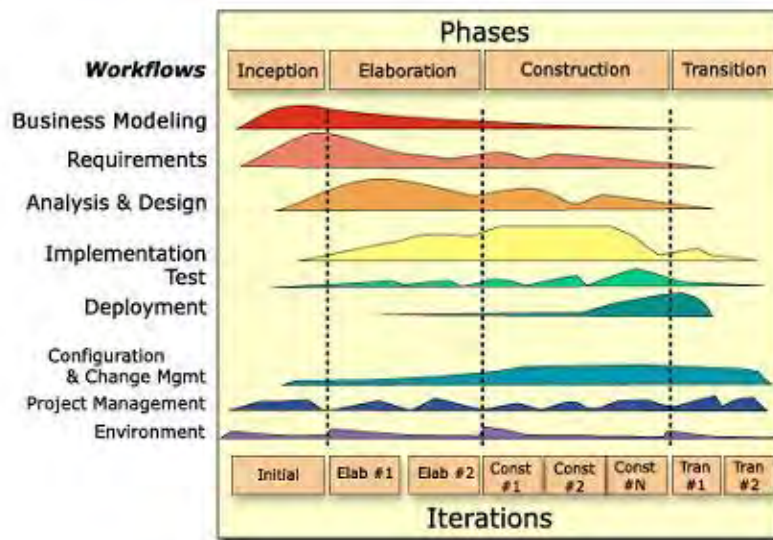 Phases
Workflows
Inception
Elaboration
Construction
Transition
Business Modeling
Requirements
Analysis & Design
Implementation
Test
Deployment
Configuration
& Change Mgmt
Project Management
Environment
Initial
Elab #1
Elab #2
Const
#1
Const
#2
Const
#N
Tran
#1
Tran
#2
Iterations